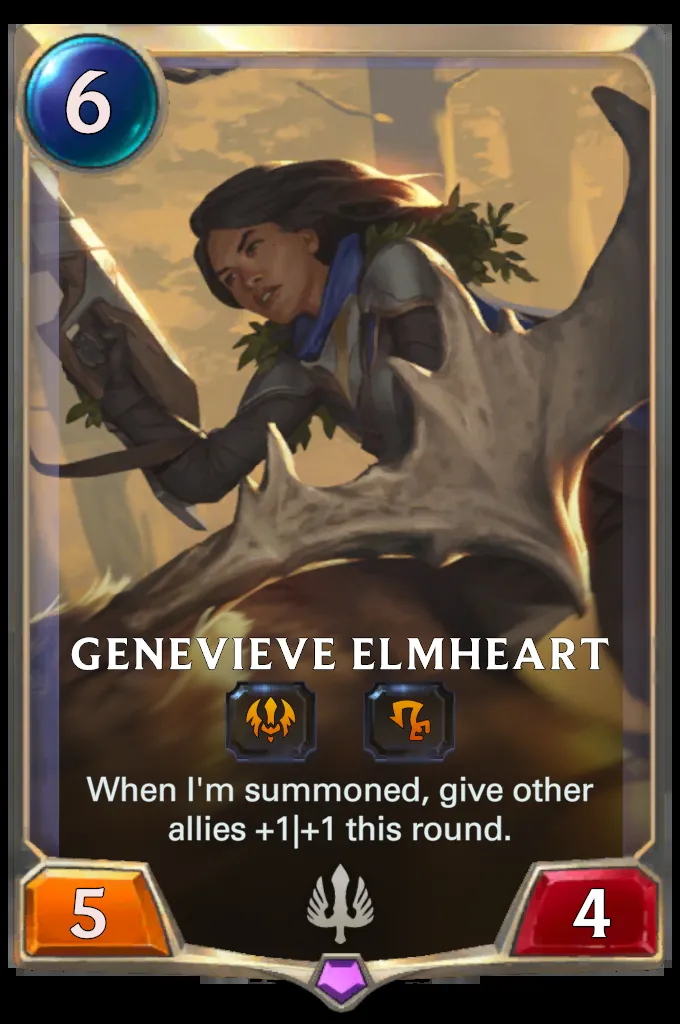 6
GENEVIEVE ELMHEART
When I'm summoned, give other
allies +1|+1 this round.
5
4